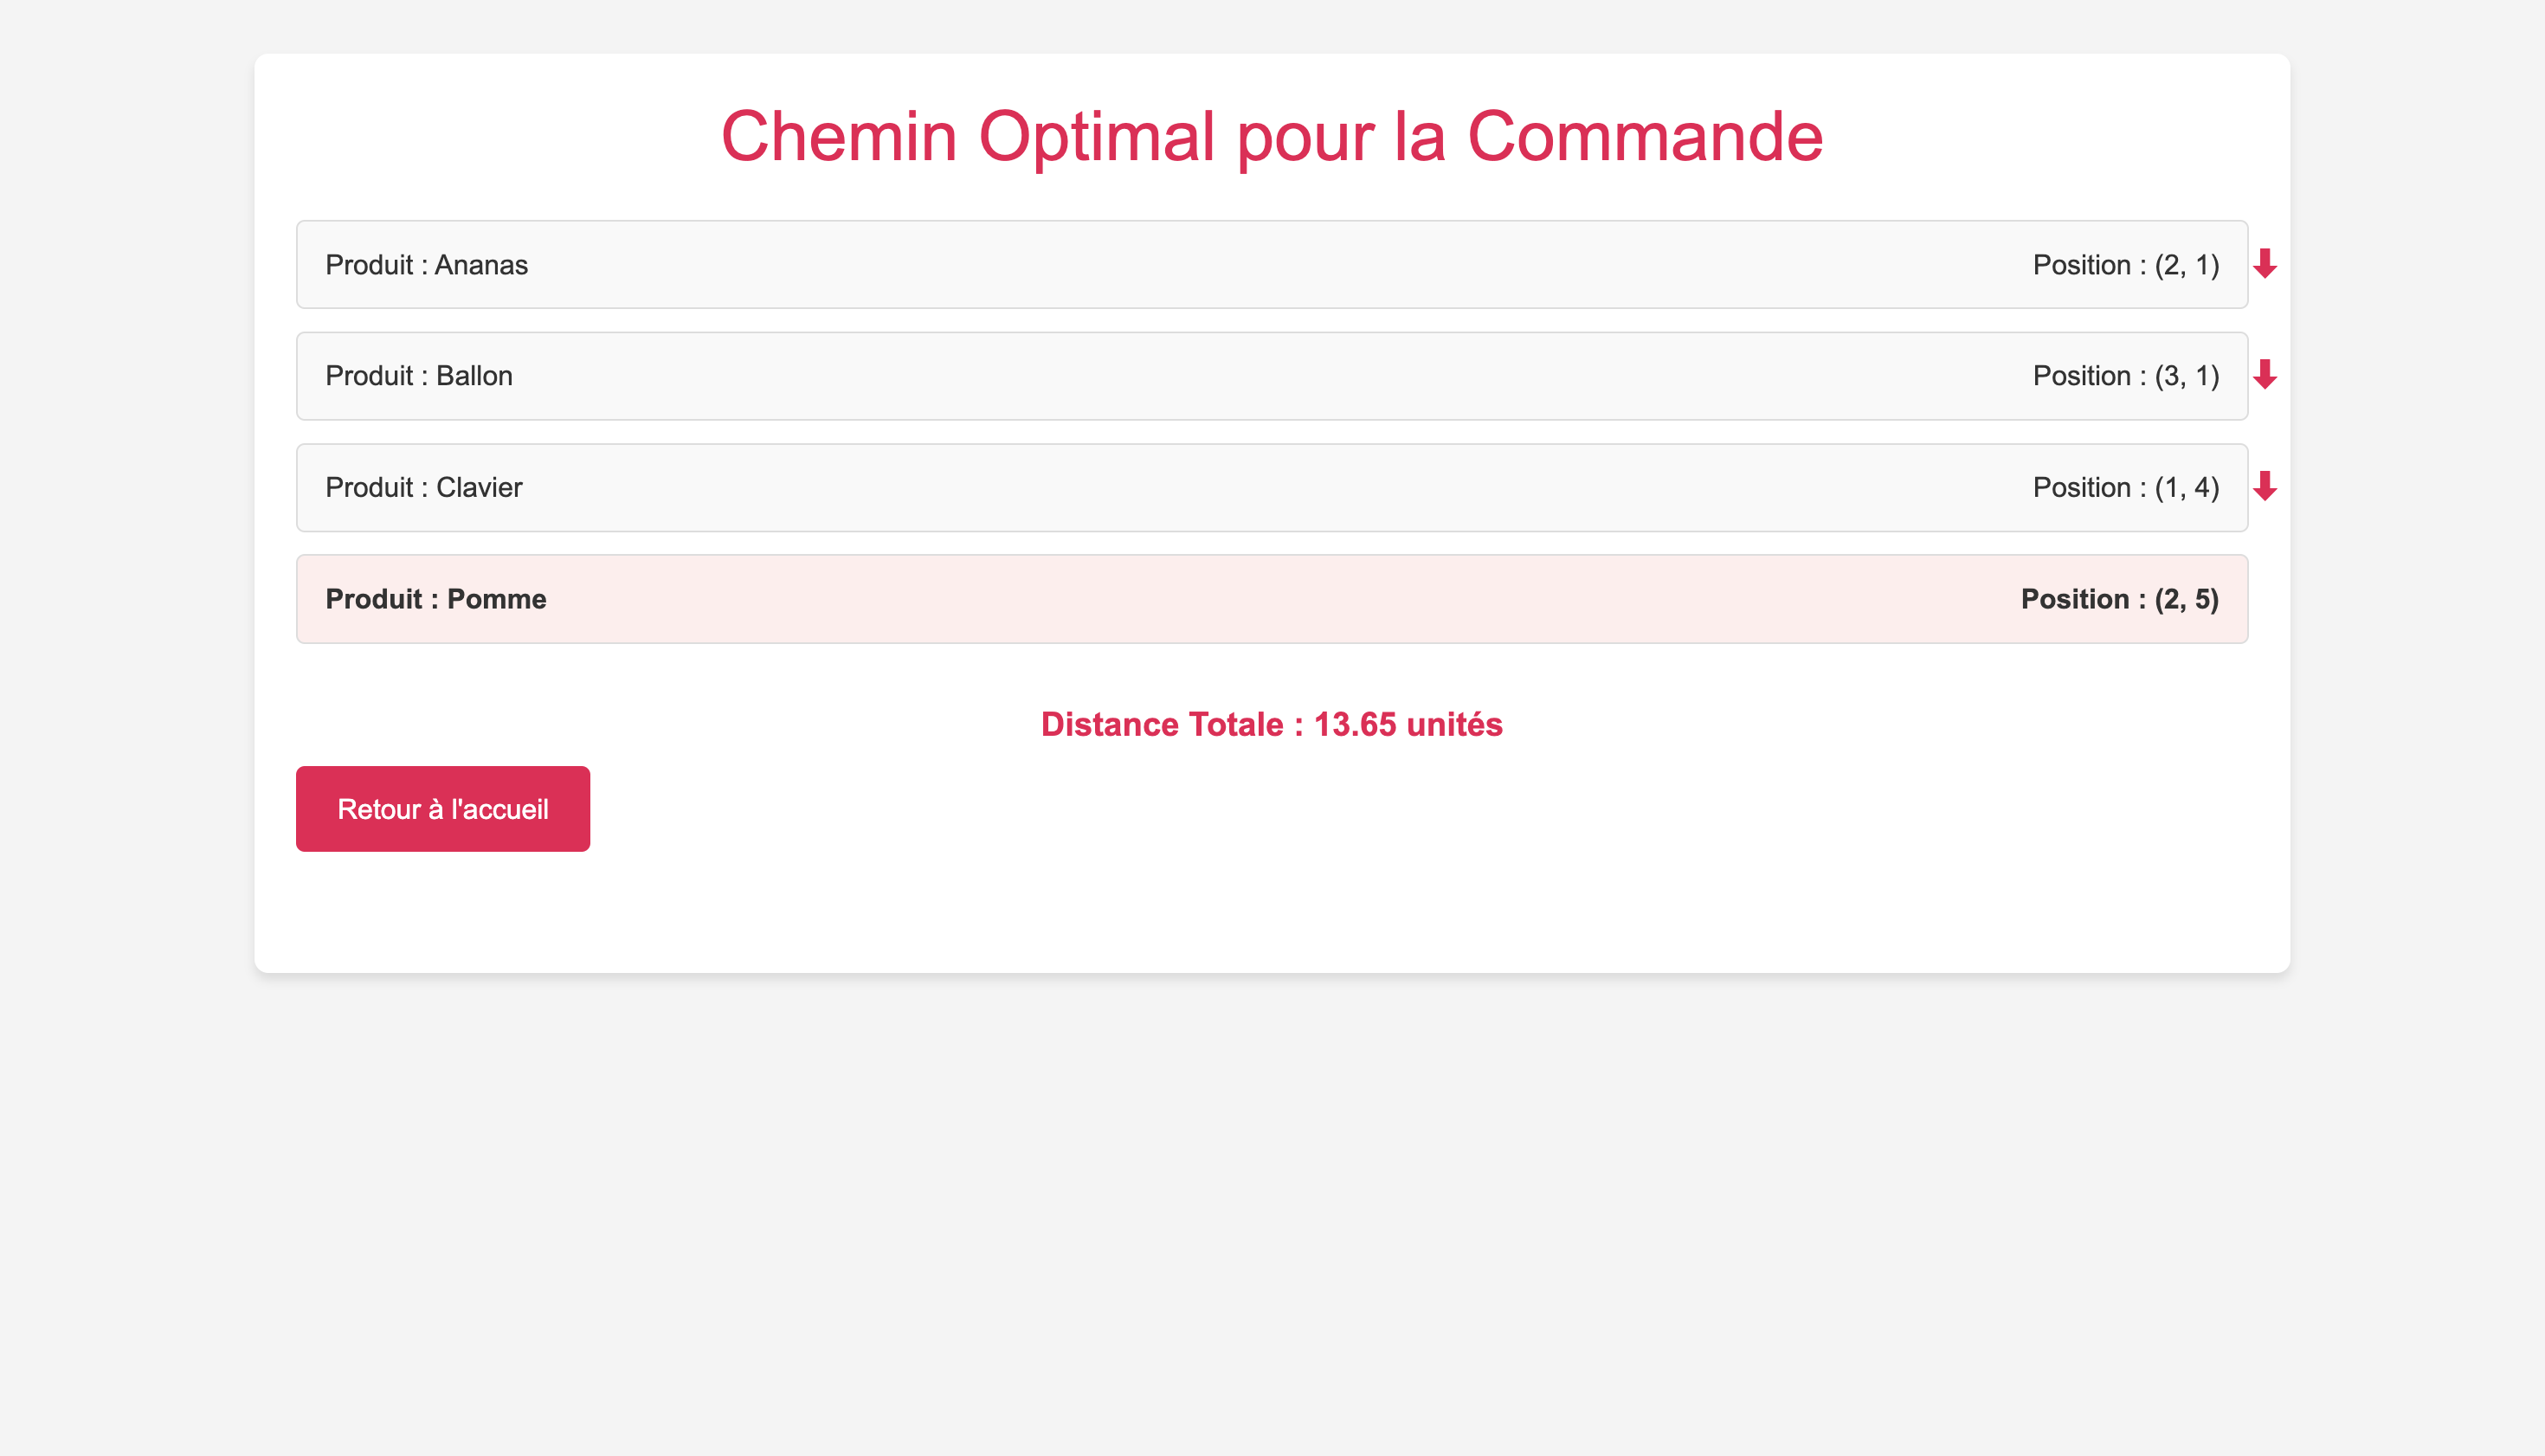 Chemin Optimal pour la Commande
Produit : Ananas Position : (2, 1)
Produit : Ballon Position : (3, 1)
Produit : Clavier Position : (1, 4)
Produit : Pomme Position : (2, 5)
Distance Totale : 13.65 unités
Retour à l'accueil